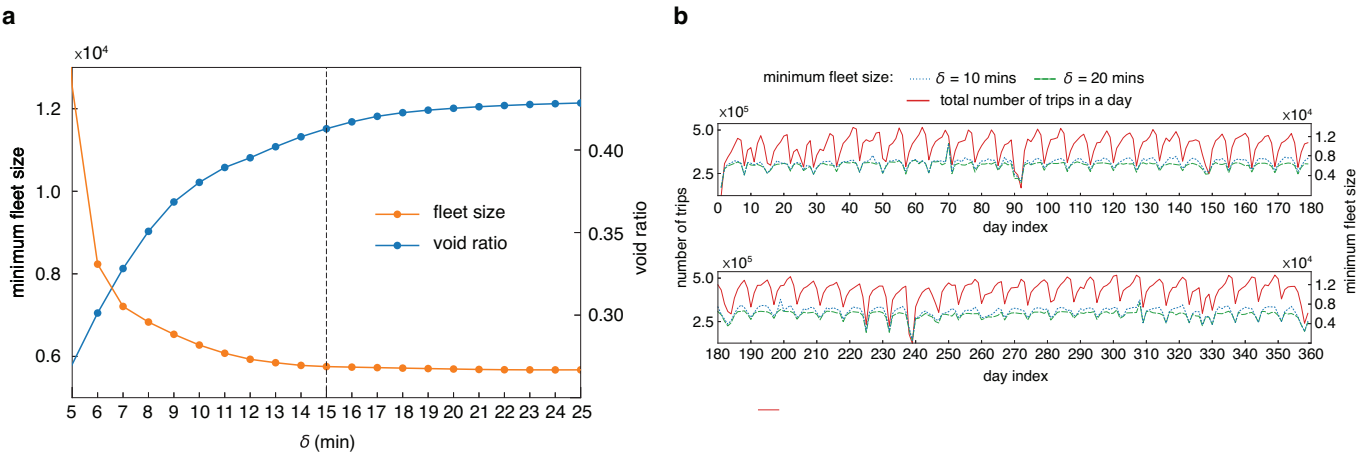 a
×10⁴
1.2
1.0
0.8
0.6
minimum fleet size
0.40
0.35
0.30
void ratio
fleet size
void ratio
5 6 7 8 9 10 11 12 13 14 15 16 17 18 19 20 21 22 23 24 25
δ (min)
b
minimum fleet size: δ = 10 mins δ = 20 mins
total number of trips in a day
×10⁵ ×10⁴
5.0
2.5
1.2
0.8
0.4
0 10 20 30 40 50 60 70 80 90 100 110 120 130 140 150 160 170 180
day index
number of trips
minimum fleet size
×10⁵ ×10⁴
5.0
2.5
1.2
0.8
0.4
180 190 200 210 220 230 240 250 260 270 280 290 300 310 320 330 340 350 360
day index